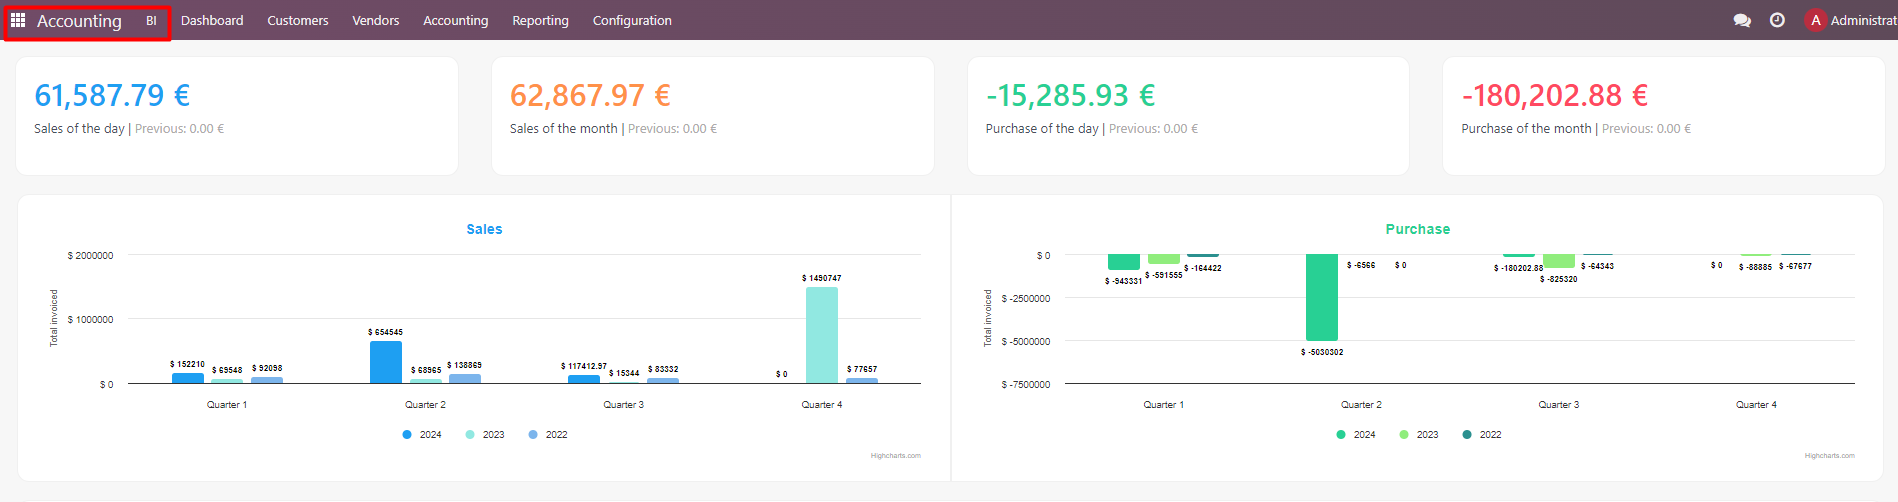 Accounting BI Dashboard Customers Vendors Accounting Reporting Configuration A Administrat
61,587.79 €
Sales of the day | Previous: 0.00 €
62,867.97 €
Sales of the month | Previous: 0.00 €
-15,285.93 €
Purchase of the day | Previous: 0.00 €
-180,202.88 €
Purchase of the month | Previous: 0.00 €
Sales
Total invoiced
$ 2000000
$ 1000000
$ 0
$ 152210
$ 69548
$ 92098
$ 654545
$ 68965
$ 138869
$ 117412.97
$ 15344
$ 83332
$ 0
$ 1490747
$ 77657
Quarter 1 Quarter 2 Quarter 3 Quarter 4
2024 2023 2022
Highcharts.com
Purchase
Total invoiced
$ 0
$ -2500000
$ -5000000
$ -7500000
$ -943331
$ -591555
$ -164422
$ -5030302
$ -6566
$ 0
$ -180202.88
$ -825320
$ -64343
$ 0
$ -88885
$ -67677
Quarter 1 Quarter 2 Quarter 3 Quarter 4
2024 2023 2022
Highcharts.com